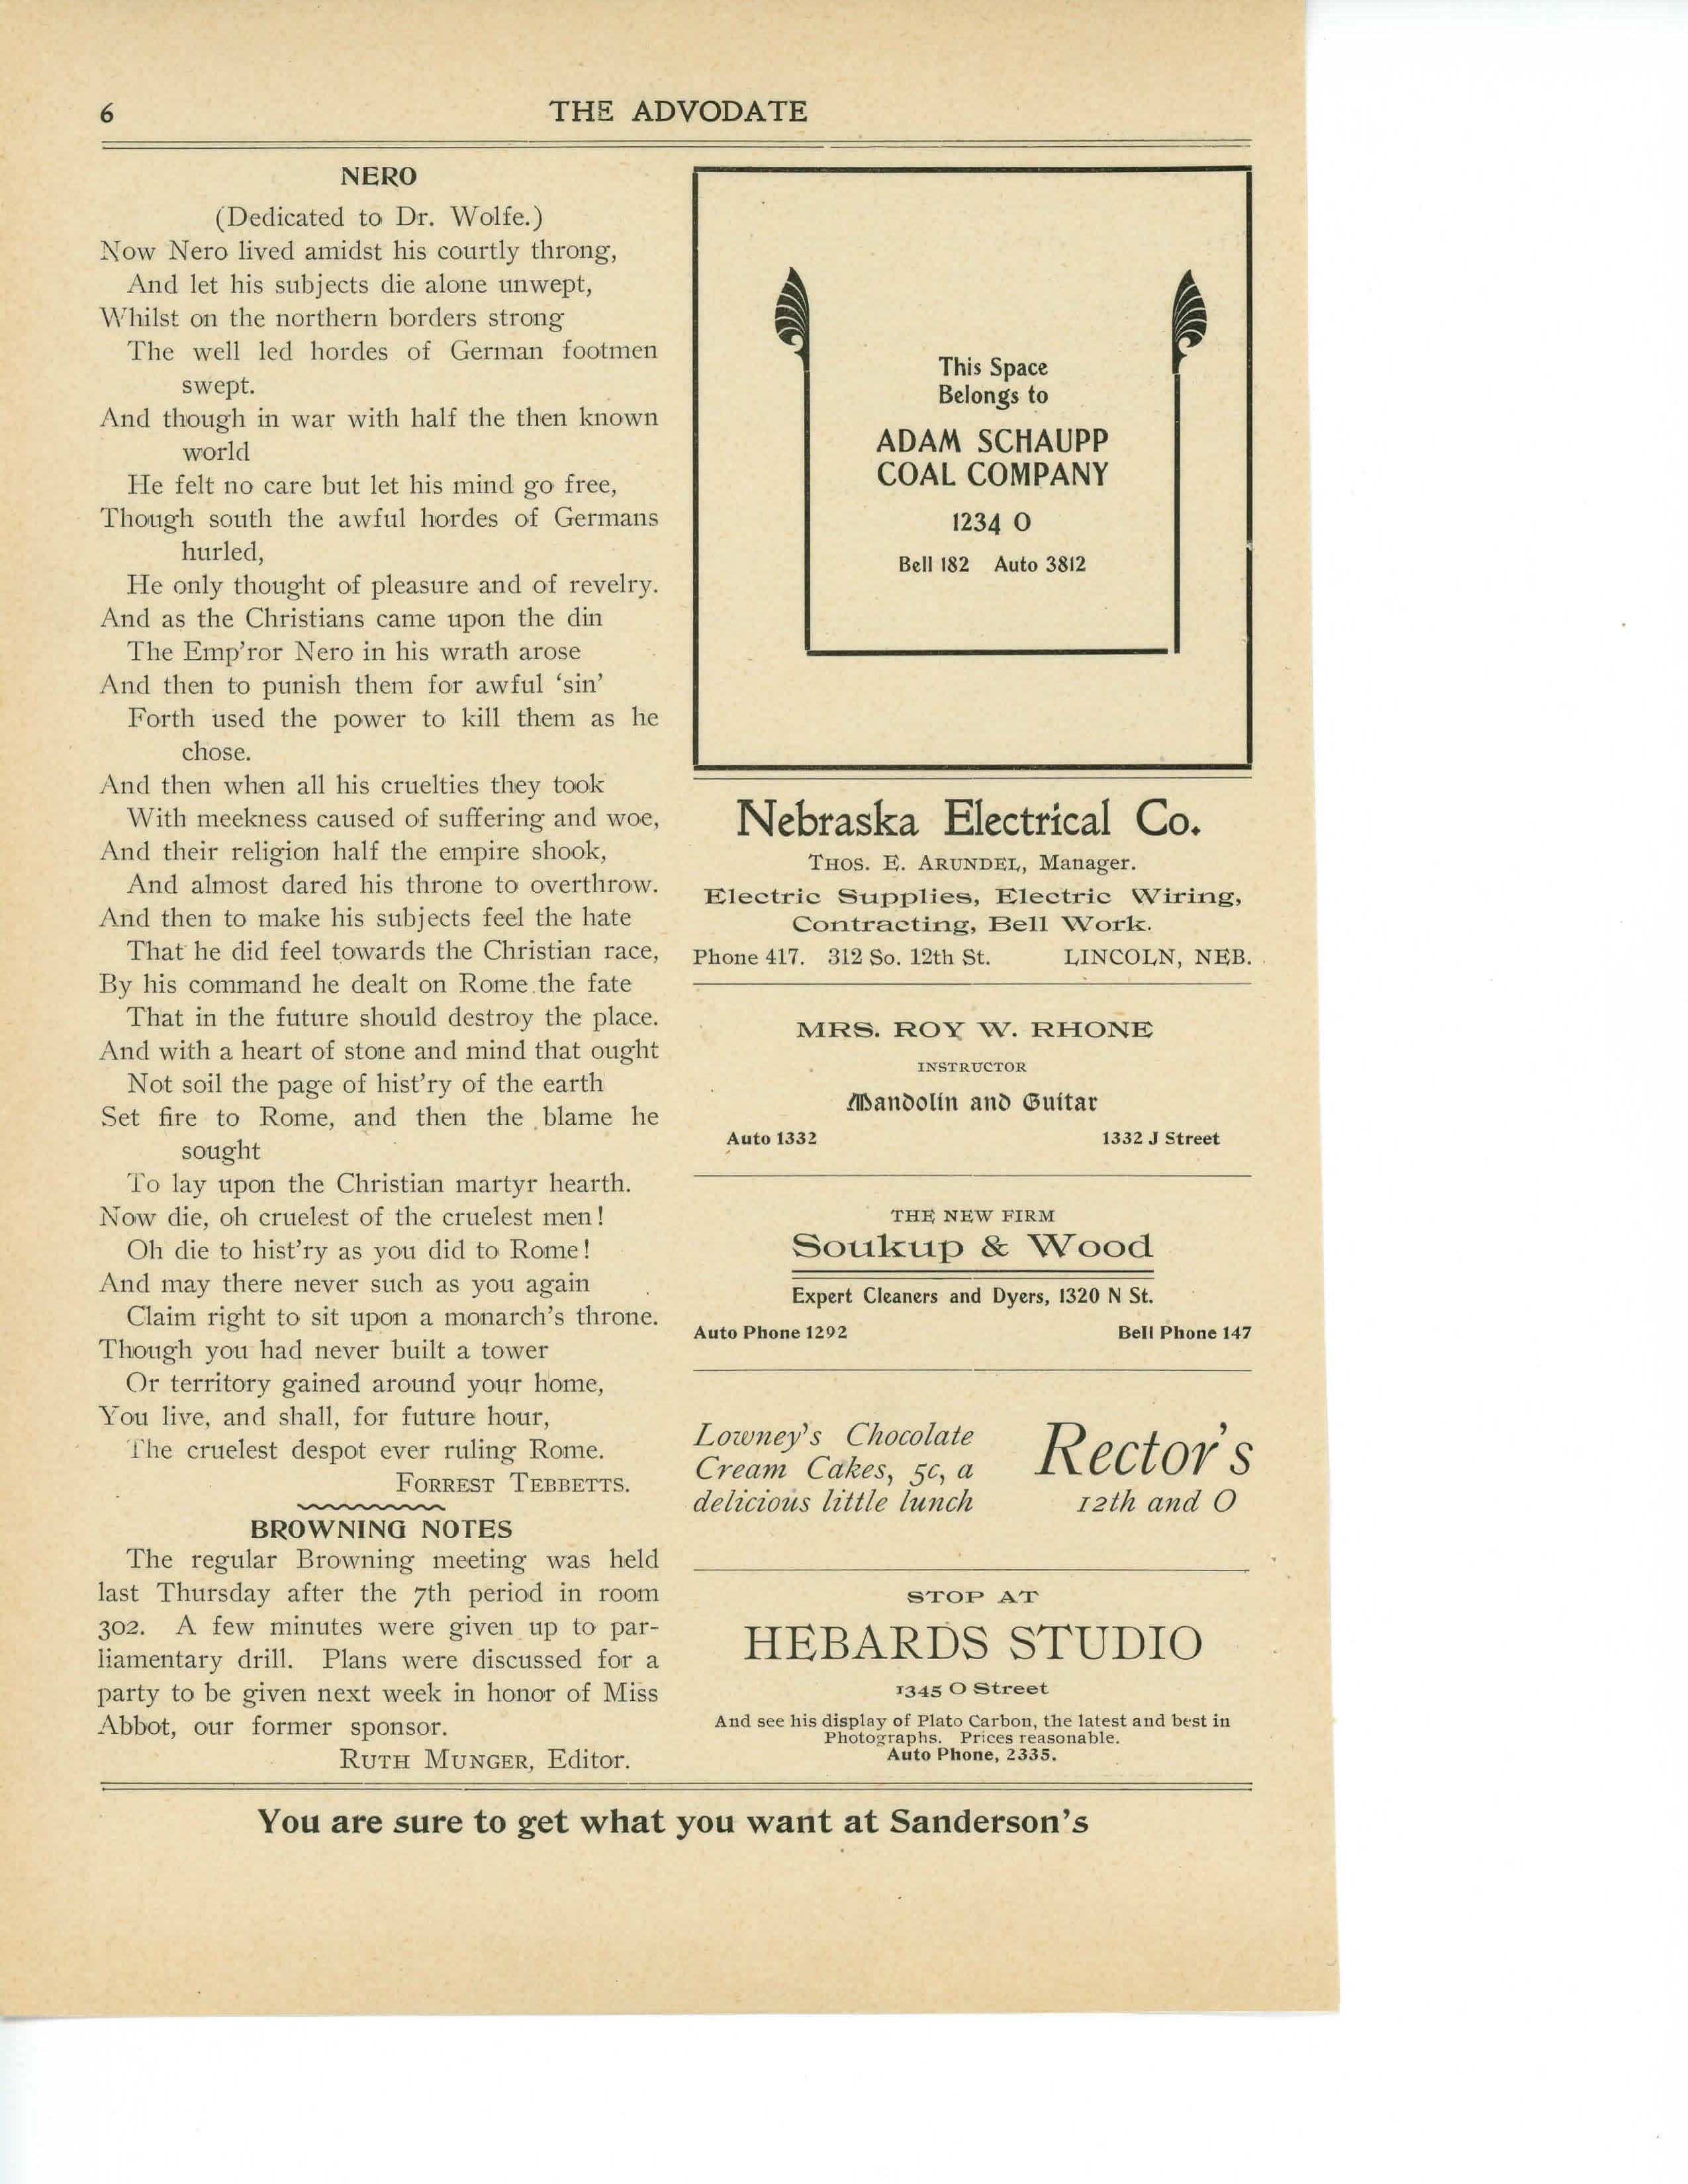 6
THE ADVODATE
NERO
(Dedicated to Dr. Wolfe.)
Now Nero lived amidst his courtly throng,
And let his subjects die alone unwept,
Whilst on the northern borders strong
The well led hordes of German footmen
swept.
And though in war with half the then known
world
He felt no care but let his mind go free,
Though south the awful hordes of Germans
hurled,
He only thought of pleasure and of revelry.
And as the Christians came upon the din
The Emp'ror Nero in his wrath arose
And then to punish them for awful 'sin'
Forth used the power to kill them as he
chose.
And then when all his cruelties they took
With meekness caused of suffering and woe,
And their religion half the empire shook,
And almost dared his throne to overthrow.
And then to make his subjects feel the hate
That he did feel towards the Christian race,
By his command he dealt on Rome the fate
That in the future should destroy the place.
And with a heart of stone and mind that ought
Not soil the page of hist'ry of the earth
Set fire to Rome, and then the blame he
sought
To lay upon the Christian martyr hearth.
Now die, oh cruelest of the cruelest men!
Oh die to hist'ry as you did to Rome!
And may there never such as you again
Claim right to sit upon a monarch's throne.
Though you had never built a tower
Or territory gained around your home,
You live, and shall, for future hour,
The cruelest despot ever ruling Rome.
FORREST TEBBETTS.
BROWNING NOTES
The regular Browning meeting was held
last Thursday after the 7th period in room
302. A few minutes were given up to par-
liamentary drill. Plans were discussed for a
party to be given next week in honor of Miss
Abbot, our former sponsor.
RUTH MUNGER, Editor.
This Space
Belongs to
ADAM SCHAUPP
COAL COMPANY
1234 O
Bell 182 Auto 3812
Nebraska Electrical Co.
THOS. E. ARUNDEL, Manager.
Electric Supplies, Electric Wiring,
Contracting, Bell Work.
Phone 417. 312 So. 12th St. LINCOLN, NEB.
MRS. ROY W. RHONE
INSTRUCTOR
Mandolin and Guitar
Auto 1332 1332 J Street
THE NEW FIRM
Soukup & Wood
Expert Cleaners and Dyers, 1320 N St.
Auto Phone 1292 Bell Phone 147
Lowney's Chocolate
Cream Cakes, 5c, a
delicious little lunch
Rector's
12th and O
STOP AT
HEBARDS STUDIO
1345 O Street
And see his display of Plato Carbon, the latest and best in
Photographs. Prices reasonable.
Auto Phone, 2335.
You are sure to get what you want at Sanderson's